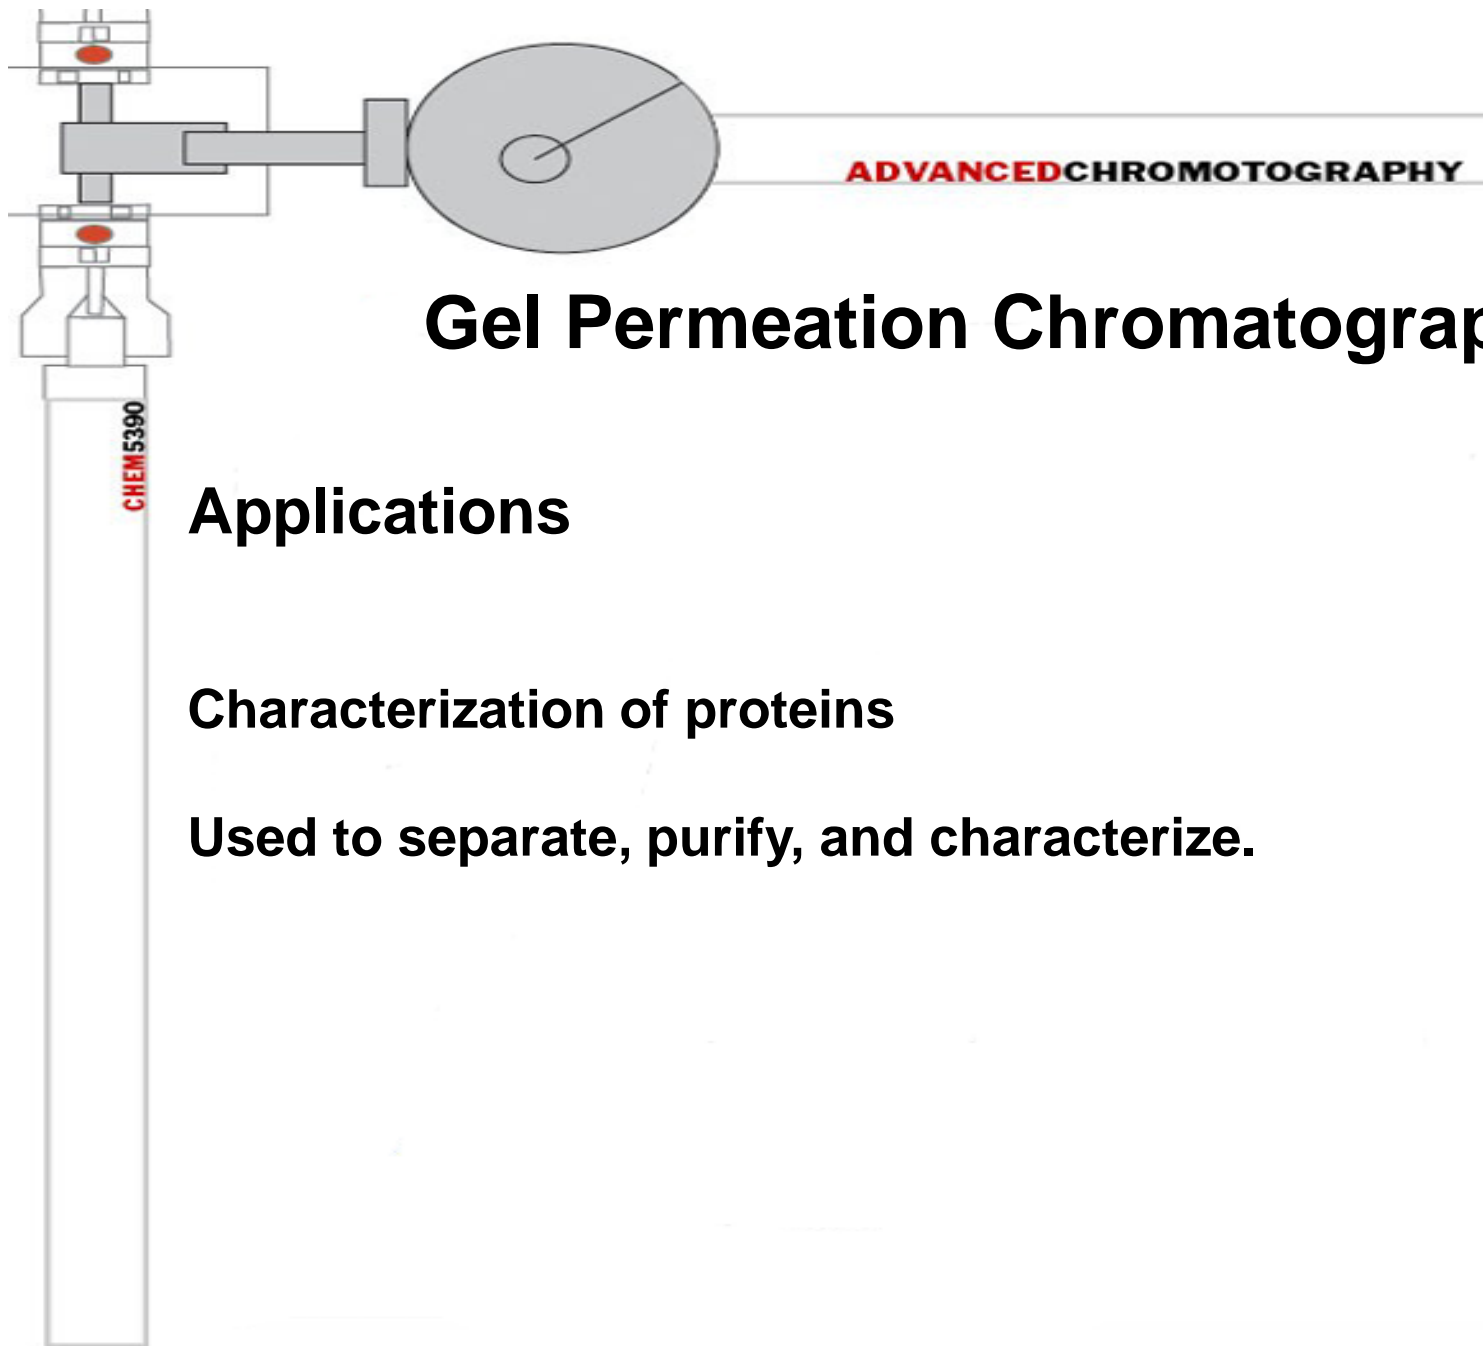 ADVANCEDCHROMOTOGRAPHY
Gel Permeation Chromatograp
CHEM5390
Applications
Characterization of proteins
Used to separate, purify, and characterize.